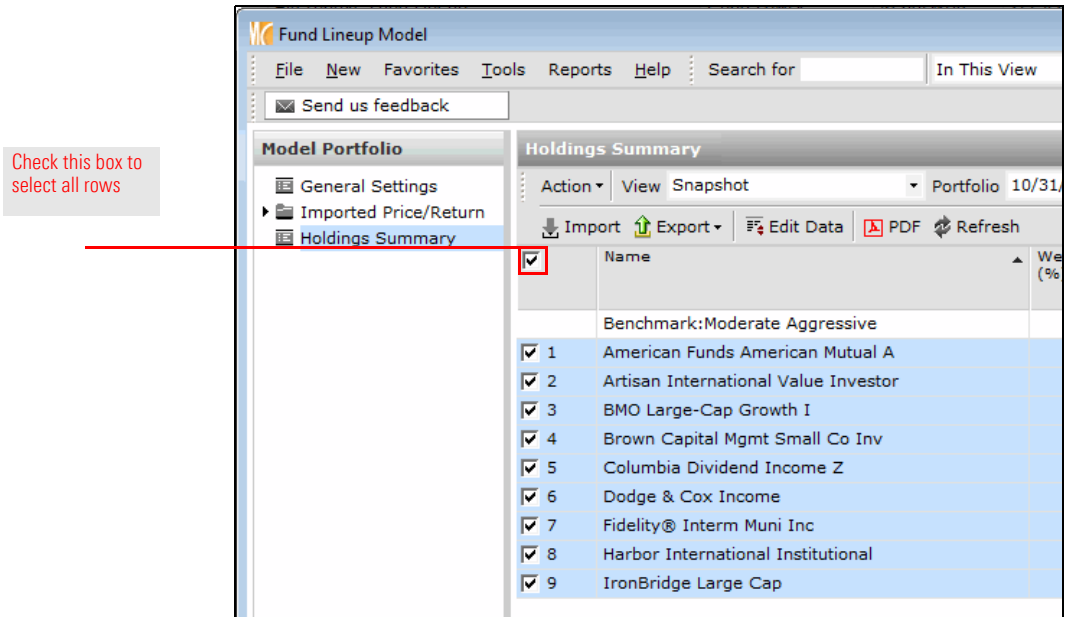 Fund Lineup Model
File New Favorites Tools Reports Help Search for In This View
Send us feedback
Check this box to
select all rows
Model Portfolio
General Settings
Imported Price/Return
Holdings Summary
Holdings Summary
Action View Snapshot Portfolio 10/31/
Import Export Edit Data PDF Refresh
Name We
(%
Benchmark:Moderate Aggressive
1 American Funds American Mutual A
2 Artisan International Value Investor
3 BMO Large-Cap Growth I
4 Brown Capital Mgmt Small Co Inv
5 Columbia Dividend Income Z
6 Dodge & Cox Income
7 Fidelity® Interm Muni Inc
8 Harbor International Institutional
9 IronBridge Large Cap